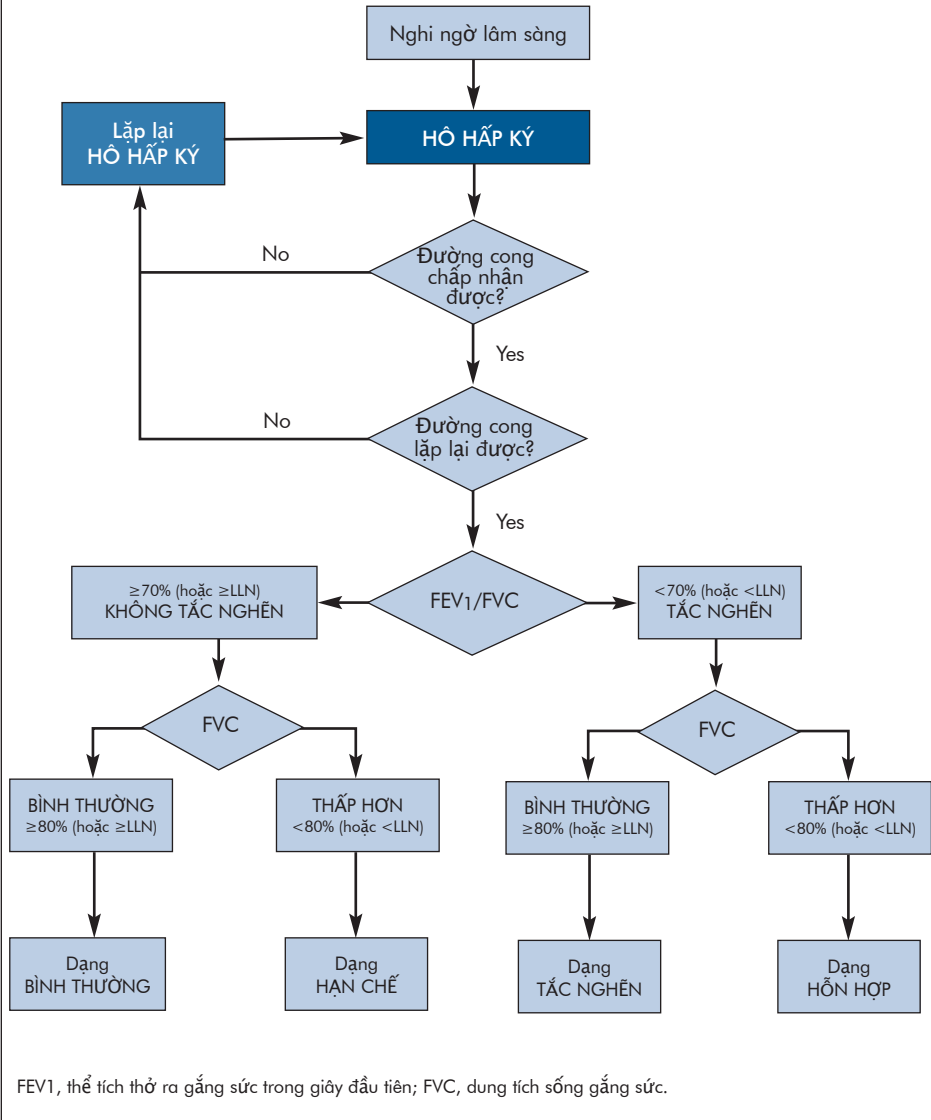 Nghi ngờ lâm sàng
Lặp lại
HÔ HẤP KÝ
HÔ HẤP KÝ
No
Đường cong
chấp nhận
được?
Yes
No
Đường cong
lặp lại được?
Yes
≥70% (hoặc ≥LLN)
KHÔNG TẮC NGHẼN
FEV1/FVC
<70% (hoặc <LLN)
TẮC NGHẼN
FVC
FVC
BÌNH THƯỜNG
≥80% (hoặc ≥LLN)
THẤP HƠN
<80% (hoặc <LLN)
BÌNH THƯỜNG
≥80% (hoặc ≥LLN)
THẤP HƠN
<80% (hoặc <LLN)
Dạng
BÌNH THƯỜNG
Dạng
HẠN CHẾ
Dạng
TẮC NGHẼN
Dạng
HỖN HỢP
FEV1, thể tích thở ra gắng sức trong giây đầu tiên; FVC, dung tích sống gắng sức.